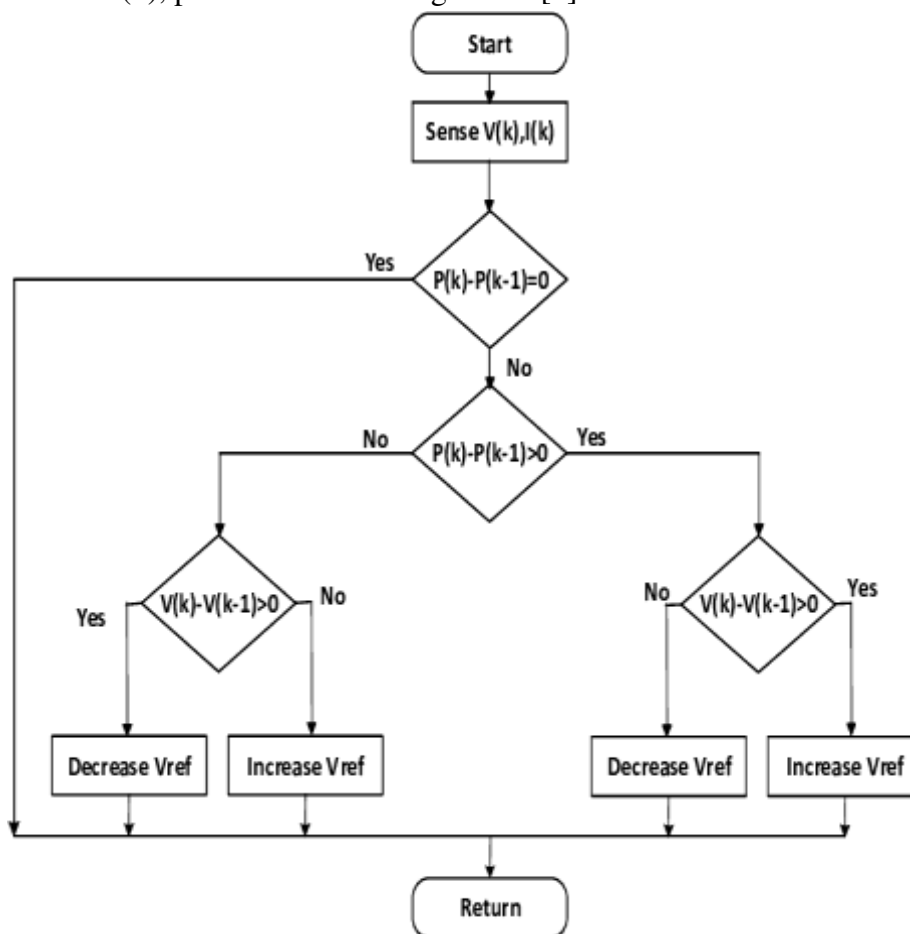 Start
Sense V(k),I(k)
Yes
P(k)-P(k-1)=0
No
No
P(k)-P(k-1)>0
Yes
Yes
V(k)-V(k-1)>0
No
No
V(k)-V(k-1)>0
Yes
Decrease Vref
Increase Vref
Decrease Vref
Increase Vref
Return